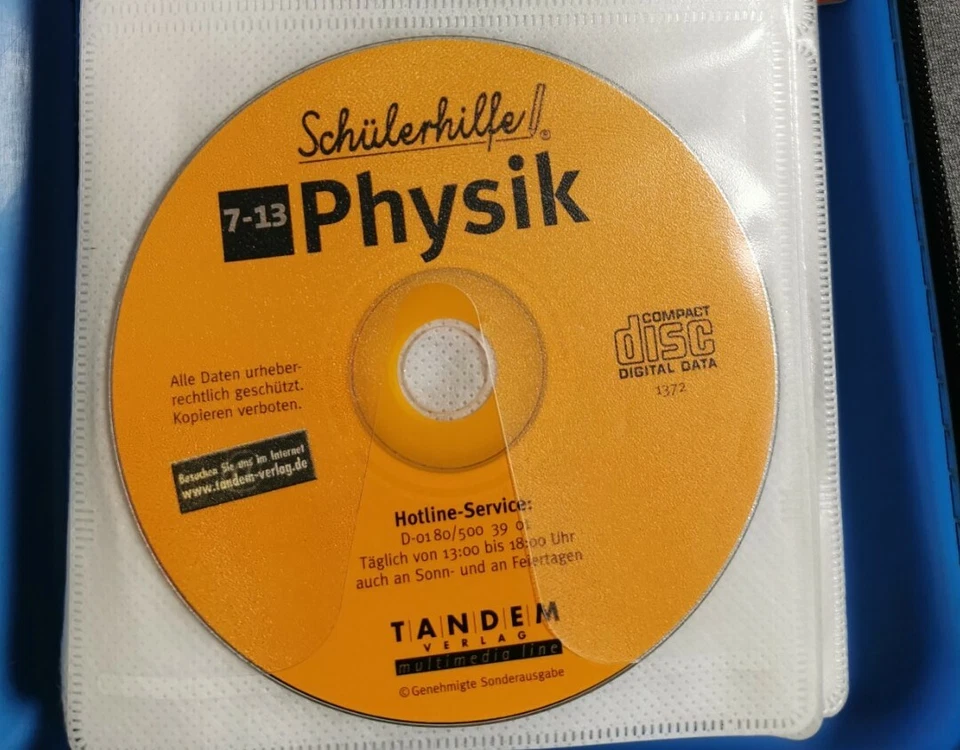 Schülerhilfe!®
7-13 Physik
COMPACT
disc
DIGITAL DATA
1372
Alle Daten urheber-
rechtlich geschützt.
Kopieren verboten.
Besuchen Sie uns im Internet
www.tandem-verlag.de
Hotline-Service:
D-0180/500 39 01
Täglich von 13:00 bis 18:00 Uhr
auch an Sonn- und an Feiertagen
TANDEM
VERLAG
multimedia line
© Genehmigte Sonderausgabe